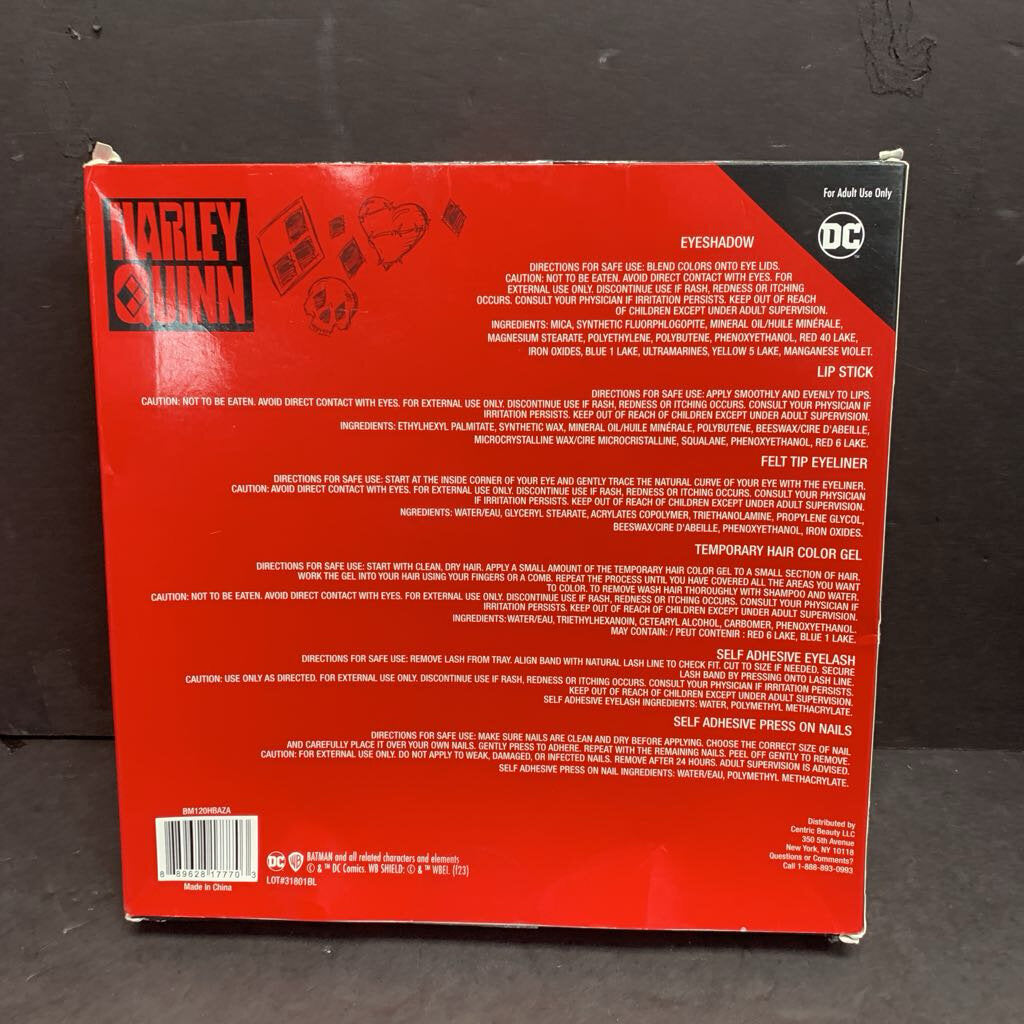 HARLEY
QUINN
For Adult Use Only
DC
EYESHADOW
DIRECTIONS FOR SAFE USE: BLEND COLORS ONTO EYE LIDS.
CAUTION: NOT TO BE EATEN. AVOID DIRECT CONTACT WITH EYES. FOR
EXTERNAL USE ONLY. DISCONTINUE USE IF RASH, REDNESS OR ITCHING
OCCURS. CONSULT YOUR PHYSICIAN IF IRRITATION PERSISTS. KEEP OUT OF REACH
OF CHILDREN EXCEPT UNDER ADULT SUPERVISION.
INGREDIENTS: MICA, SYNTHETIC FLUORPHLOGOPITE, MINERAL OIL/HUILE MINÉRALE,
MAGNESIUM STEARATE, POLYETHYLENE, POLYBUTENE, PHENOXYETHANOL, RED 40 LAKE,
IRON OXIDES, BLUE 1 LAKE, ULTRAMARINES, YELLOW 5 LAKE, MANGANESE VIOLET.
LIP STICK
DIRECTIONS FOR SAFE USE: APPLY SMOOTHLY AND EVENLY TO LIPS.
CAUTION: NOT TO BE EATEN. AVOID DIRECT CONTACT WITH EYES. FOR EXTERNAL USE ONLY. DISCONTINUE USE IF RASH, REDNESS OR ITCHING OCCURS. CONSULT YOUR PHYSICIAN IF
IRRITATION PERSISTS. KEEP OUT OF REACH OF CHILDREN EXCEPT UNDER ADULT SUPERVISION.
INGREDIENTS: ETHYLHEXYL PALMITATE, SYNTHETIC WAX, MINERAL OIL/HUILE MINÉRALE, POLYBUTENE, BEESWAX/CIRE D'ABEILLE,
MICROCRYSTALLINE WAX/CIRE MICROCRISTALLINE, SQUALANE, PHENOXYETHANOL, RED 6 LAKE.
FELT TIP EYELINER
DIRECTIONS FOR SAFE USE: START AT THE INSIDE CORNER OF YOUR EYE AND GENTLY TRACE THE NATURAL CURVE OF YOUR EYE WITH THE EYELINER.
CAUTION: AVOID DIRECT CONTACT WITH EYES. FOR EXTERNAL USE ONLY. DISCONTINUE USE IF RASH, REDNESS OR ITCHING OCCURS. CONSULT YOUR PHYSICIAN
IF IRRITATION PERSISTS. KEEP OUT OF REACH OF CHILDREN EXCEPT UNDER ADULT SUPERVISION.
NGREDIENTS: WATER/EAU, GLYCERYL STEARATE, ACRYLATES COPOLYMER, TRIETHANOLAMINE, PROPYLENE GLYCOL,
BEESWAX/CIRE D'ABEILLE, PHENOXYETHANOL, IRON OXIDES.
TEMPORARY HAIR COLOR GEL
DIRECTIONS FOR SAFE USE: START WITH CLEAN, DRY HAIR. APPLY A SMALL AMOUNT OF THE TEMPORARY HAIR COLOR GEL TO A SMALL SECTION OF HAIR.
WORK THE GEL INTO YOUR HAIR USING YOUR FINGERS OR A COMB. REPEAT THE PROCESS UNTIL YOU HAVE COVERED ALL THE AREAS YOU WANT
TO COLOR. TO REMOVE WASH HAIR THOROUGHLY WITH SHAMPOO AND WATER.
CAUTION: NOT TO BE EATEN. AVOID DIRECT CONTACT WITH EYES. FOR EXTERNAL USE ONLY. DISCONTINUE USE IF RASH, REDNESS OR ITCHING OCCURS. CONSULT YOUR PHYSICIAN IF
IRRITATION PERSISTS. KEEP OUT OF REACH OF CHILDREN EXCEPT UNDER ADULT SUPERVISION.
INGREDIENTS:WATER/EAU, TRIETHYLHEXANOIN, CETEARYL ALCOHOL, CARBOMER, PHENOXYETHANOL.
MAY CONTAIN: / PEUT CONTENIR : RED 6 LAKE, BLUE 1 LAKE.
SELF ADHESIVE EYELASH
DIRECTIONS FOR SAFE USE: REMOVE LASH FROM TRAY. ALIGN BAND WITH NATURAL LASH LINE TO CHECK FIT. CUT TO SIZE IF NEEDED. SECURE
LASH BAND BY PRESSING ONTO LASH LINE.
CAUTION: USE ONLY AS DIRECTED. FOR EXTERNAL USE ONLY. DISCONTINUE USE IF RASH, REDNESS OR ITCHING OCCURS. CONSULT YOUR PHYSICIAN IF IRRITATION PERSISTS.
KEEP OUT OF REACH OF CHILDREN EXCEPT UNDER ADULT SUPERVISION.
SELF ADHESIVE EYELASH INGREDIENTS: WATER, POLYMETHYL METHACRYLATE.
SELF ADHESIVE PRESS ON NAILS
DIRECTIONS FOR SAFE USE: MAKE SURE NAILS ARE CLEAN AND DRY BEFORE APPLYING. CHOOSE THE CORRECT SIZE OF NAIL
AND CAREFULLY PLACE IT OVER YOUR OWN NAILS. GENTLY PRESS TO ADHERE. REPEAT WITH THE REMAINING NAILS. PEEL OFF GENTLY TO REMOVE.
CAUTION: FOR EXTERNAL USE ONLY. DO NOT APPLY TO WEAK, DAMAGED, OR INFECTED NAILS. REMOVE AFTER 24 HOURS. ADULT SUPERVISION IS ADVISED.
SELF ADHESIVE PRESS ON NAIL INGREDIENTS: WATER/EAU, POLYMETHYL METHACRYLATE.
BM120HBAZA
8 89628 17770 3
Made in China
DC WB BATMAN and all related characters and elements
© & ™ DC Comics. WB SHIELD: © & ™ WBEI. (f23)
LOT#31801BL
Distributed by
Centric Beauty LLC
350 5th Avenue
New York, NY 10118
Questions or Comments?
Call 1-888-893-0993